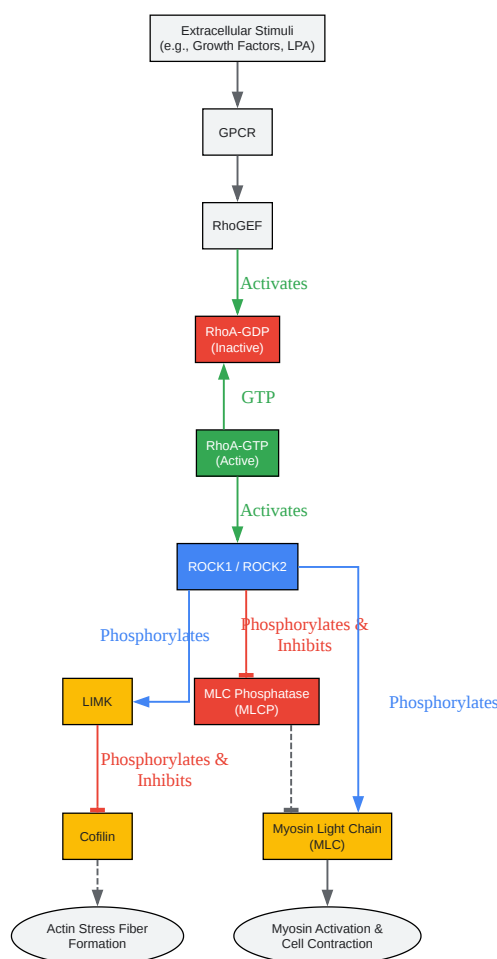 Extracellular Stimuli
(e.g., Growth Factors, LPA)
GPCR
RhoGEF
Activates
RhoA-GDP
(Inactive)
GTP
RhoA-GTP
(Active)
Activates
ROCK1 / ROCK2
Phosphorylates
Phosphorylates &
Inhibits
LIMK
MLC Phosphatase
(MLCP)
Phosphorylates
Phosphorylates &
Inhibits
Cofilin
Myosin Light Chain
(MLC)
Actin Stress Fiber
Formation
Myosin Activation &
Cell Contraction